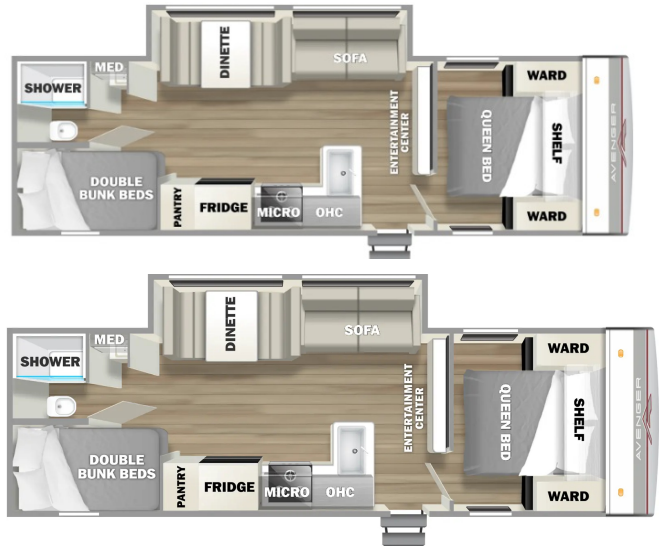 MED
SHOWER
DINETTE
SOFA
ENTERTAINMENT
CENTER
WARD
QUEEN BED
SHELF
AVENGER
DOUBLE
BUNK BEDS
PANTRY
FRIDGE
MICRO
OHC
WARD
MED
SHOWER
DINETTE
SOFA
ENTERTAINMENT
CENTER
WARD
QUEEN BED
SHELF
AVENGER
DOUBLE
BUNK BEDS
PANTRY
FRIDGE
MICRO
OHC
WARD